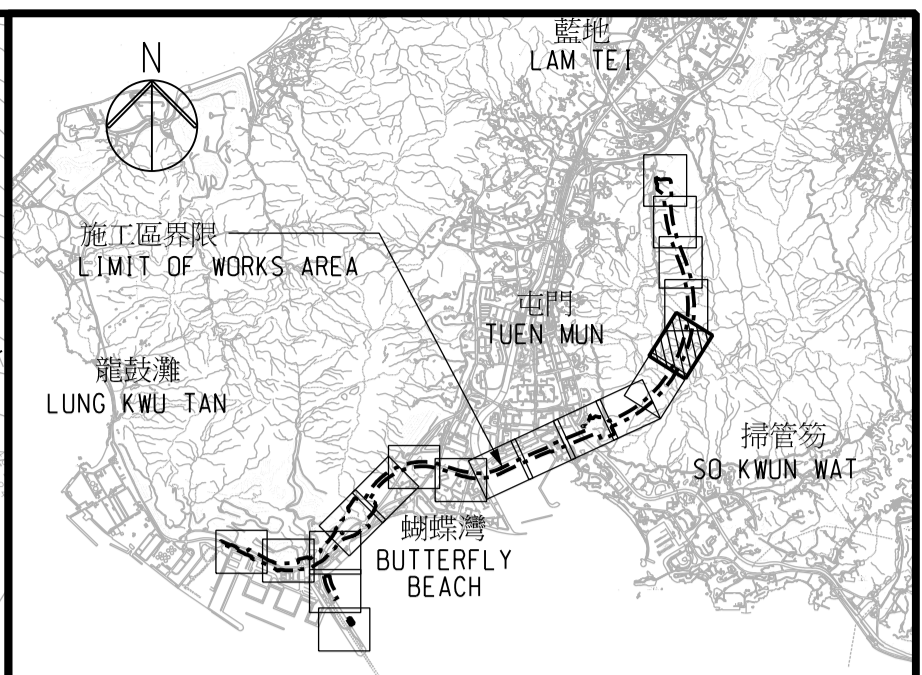 藍地
LAM TEI
N
施工區界限
LIMIT OF WORKS AREA
屯門
TUEN MUN
龍鼓灘
LUNG KWU TAN
掃管笏
SO KWUN WAT
蝴蝶灣
BUTTERFLY
BEACH